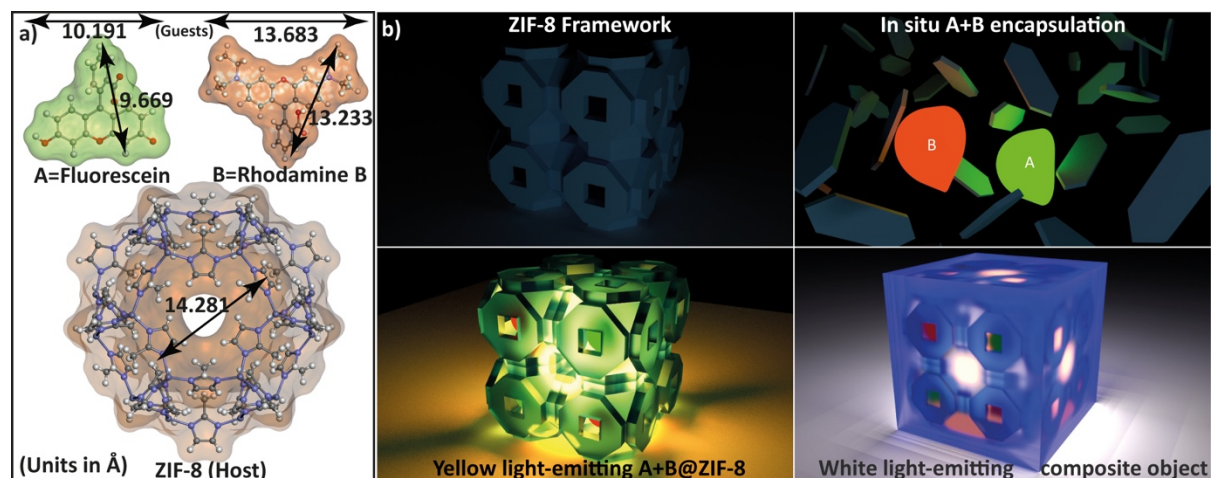 a)
10.191
(Guests)
13.683
9.669
13.233
A=Fluorescein
B=Rhodamine B
14.281
(Units in Å)
ZIF-8 (Host)
b)
ZIF-8 Framework
In situ A+B encapsulation
B
A
Yellow light-emitting A+B@ZIF-8
White light-emitting composite object